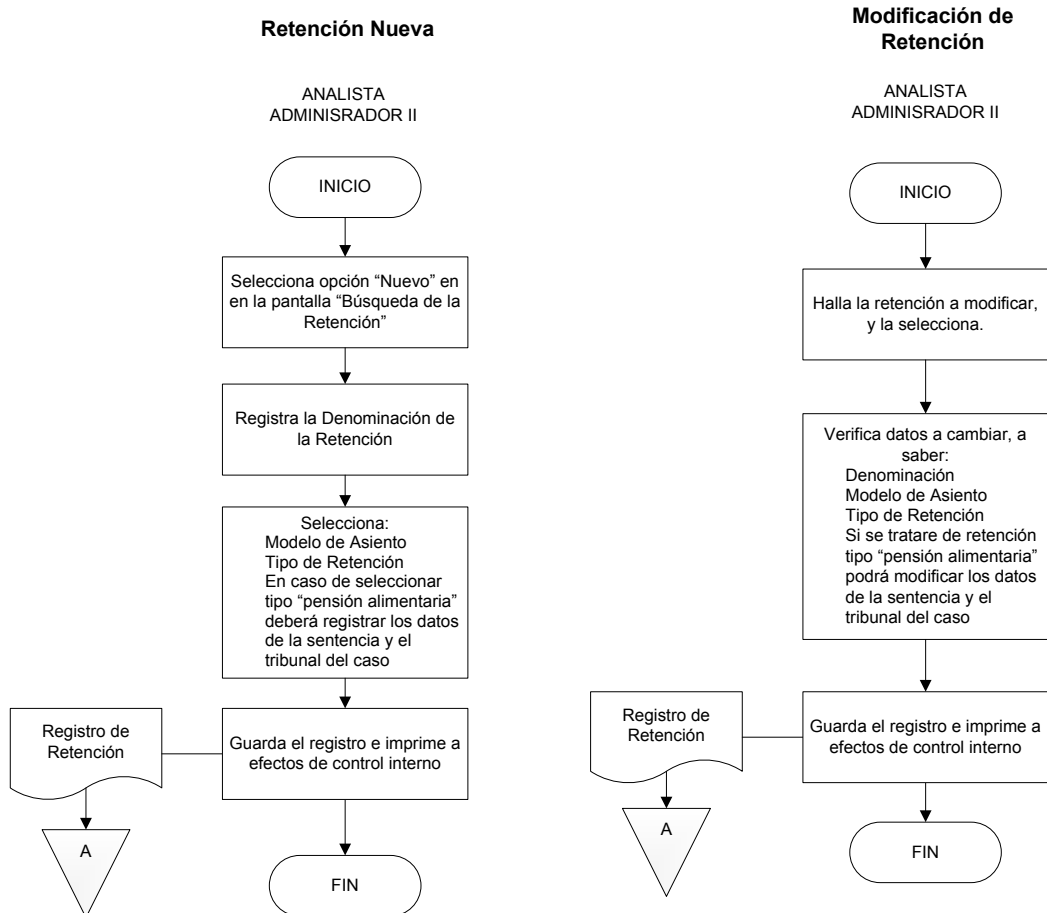 Retención Nueva
ANALISTA
ADMINISRADOR II
INICIO
Selecciona opción “Nuevo” en
en la pantalla “Búsqueda de la
Retención”
Registra la Denominación de
la Retención
Selecciona:
Modelo de Asiento
Tipo de Retención
En caso de seleccionar
tipo “pensión alimentaria”
deberá registrar los datos
de la sentencia y el
tribunal del caso
Registro de
Retención
Guarda el registro e imprime a
efectos de control interno
A
FIN
Modificación de
Retención
ANALISTA
ADMINISRADOR II
INICIO
Halla la retención a modificar,
y la selecciona.
Verifica datos a cambiar, a
saber:
Denominación
Modelo de Asiento
Tipo de Retención
Si se tratare de retención
tipo “pensión alimentaria”
podrá modificar los datos
de la sentencia y el
tribunal del caso
Registro de
Retención
Guarda el registro e imprime a
efectos de control interno
A
FIN